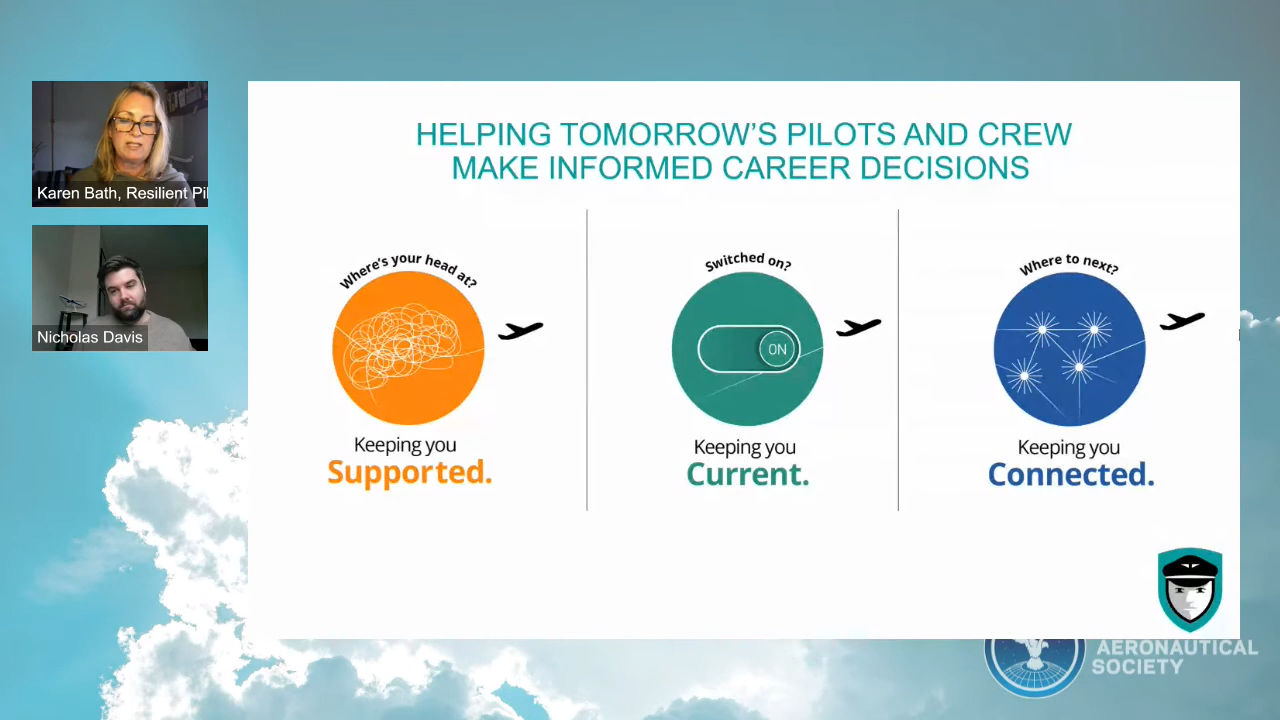 Karen Bath, Resilient Pil
Nicholas Davis
HELPING TOMORROW'S PILOTS AND CREW
MAKE INFORMED CAREER DECISIONS
Where's your head at?
Keeping you
Supported.
Switched on?
ON
Keeping you
Current.
Where to next?
Keeping you
Connected.
AERONAUTICAL
SOCIETY